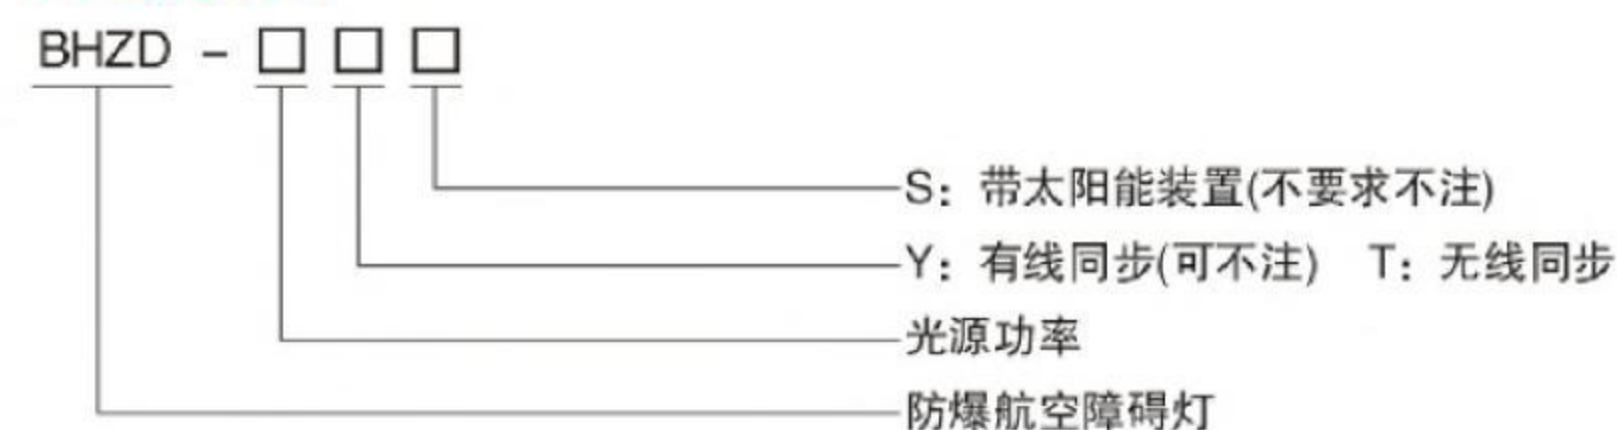 BHZD - □ □ □
S：带太阳能装置(不要求不注)
Y：有线同步(可不注) T：无线同步
光源功率
防爆航空障碍灯